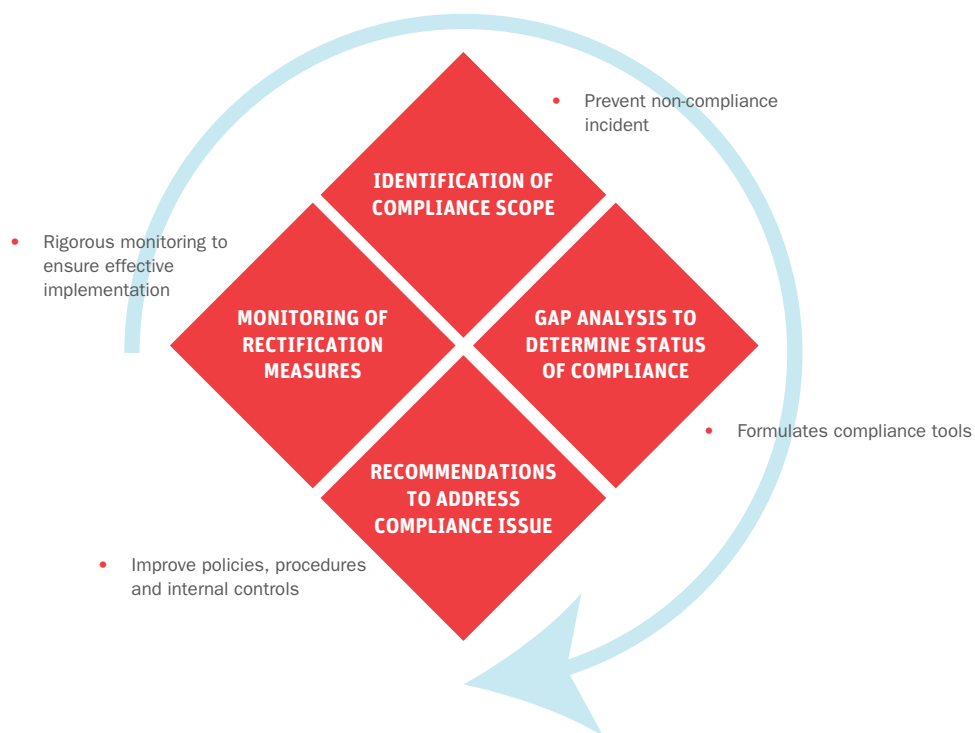 • Prevent non-compliance
incident
IDENTIFICATION OF
COMPLIANCE SCOPE
• Rigorous monitoring to
ensure effective
implementation
MONITORING OF
RECTIFICATION
MEASURES
GAP ANALYSIS TO
DETERMINE STATUS
OF COMPLIANCE
• Formulates compliance tools
RECOMMENDATIONS
TO ADDRESS
COMPLIANCE ISSUE
• Improve policies, procedures
and internal controls